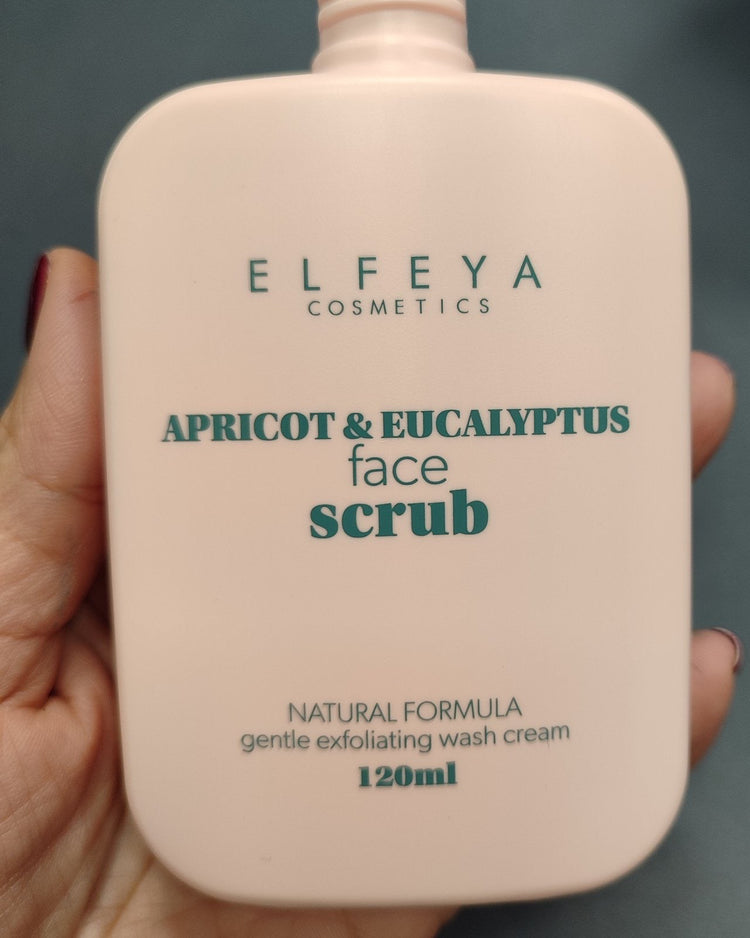 ELFEYA
COSMETICS
APRICOT & EUCALYPTUS
face
scrub
NATURAL FORMULA
gentle exfoliating wash cream
120ml